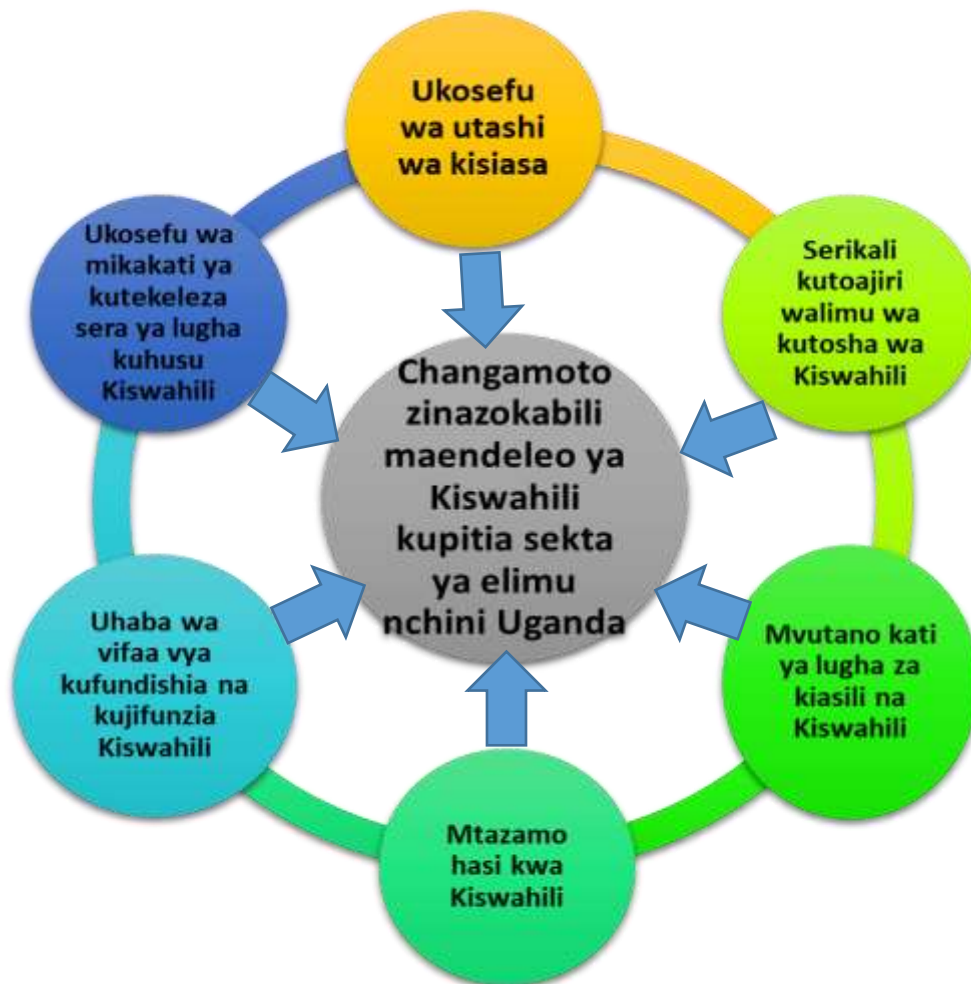 Ukosefu
wa utashi
wa kisiasa
Serikali
kutoajiri
walimu wa
kutosha wa
Kiswahili
Mvutano kati
ya lugha za
kiasili na
Kiswahili
Mtazamo
hasi kwa
Kiswahili
Uhaba wa
vifaa vya
kufundishia na
kujifunzia
Kiswahili
Ukosefu wa
mikakati ya
kutekeleza
sera ya lugha
kuhusu
Kiswahili
Changamoto
zinazokabili
maendeleo ya
Kiswahili
kupitia sekta
ya elimu
nchini Uganda